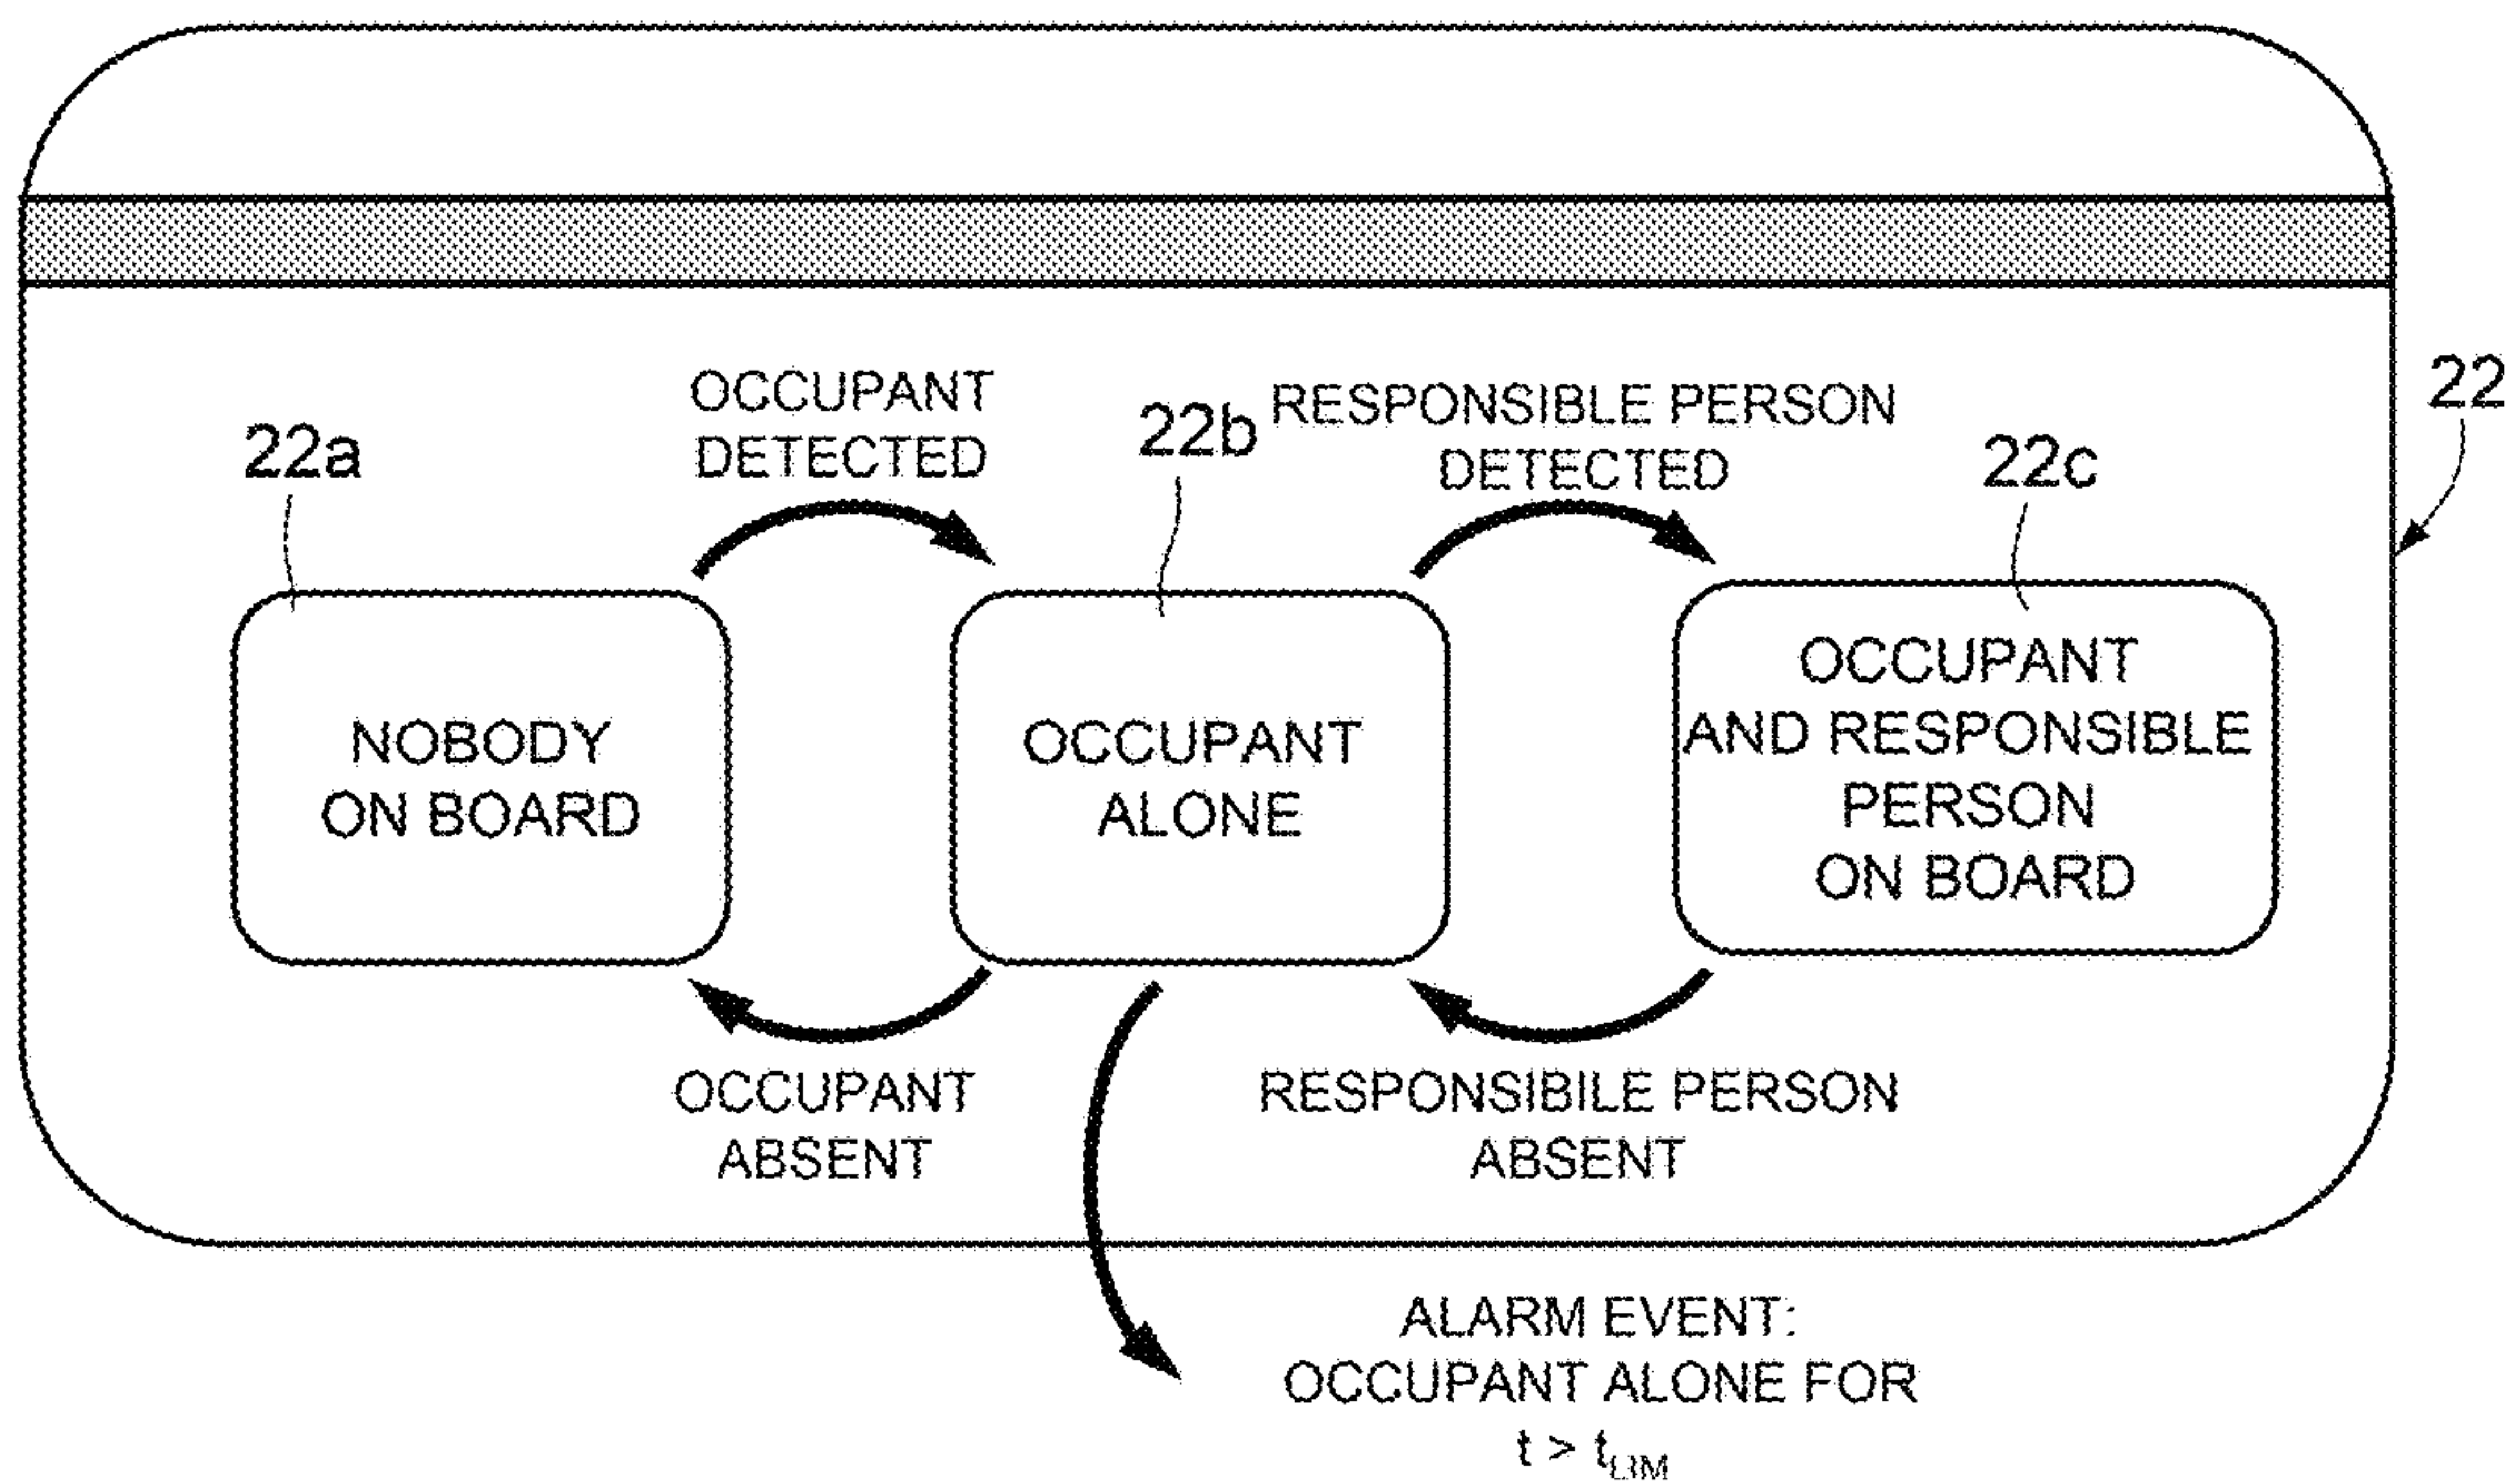 OCCUPANT
DETECTED
RESPONSIBLE PERSON
DETECTED
22
22a
22b
22c
NOBODY
ON BOARD
OCCUPANT
ALONE
OCCUPANT
AND RESPONSIBLE
PERSON
ON BOARD
OCCUPANT
ABSENT
RESPONSIBILE PERSON
ABSENT
ALARM EVENT:
OCCUPANT ALONE FOR
t > tLIM